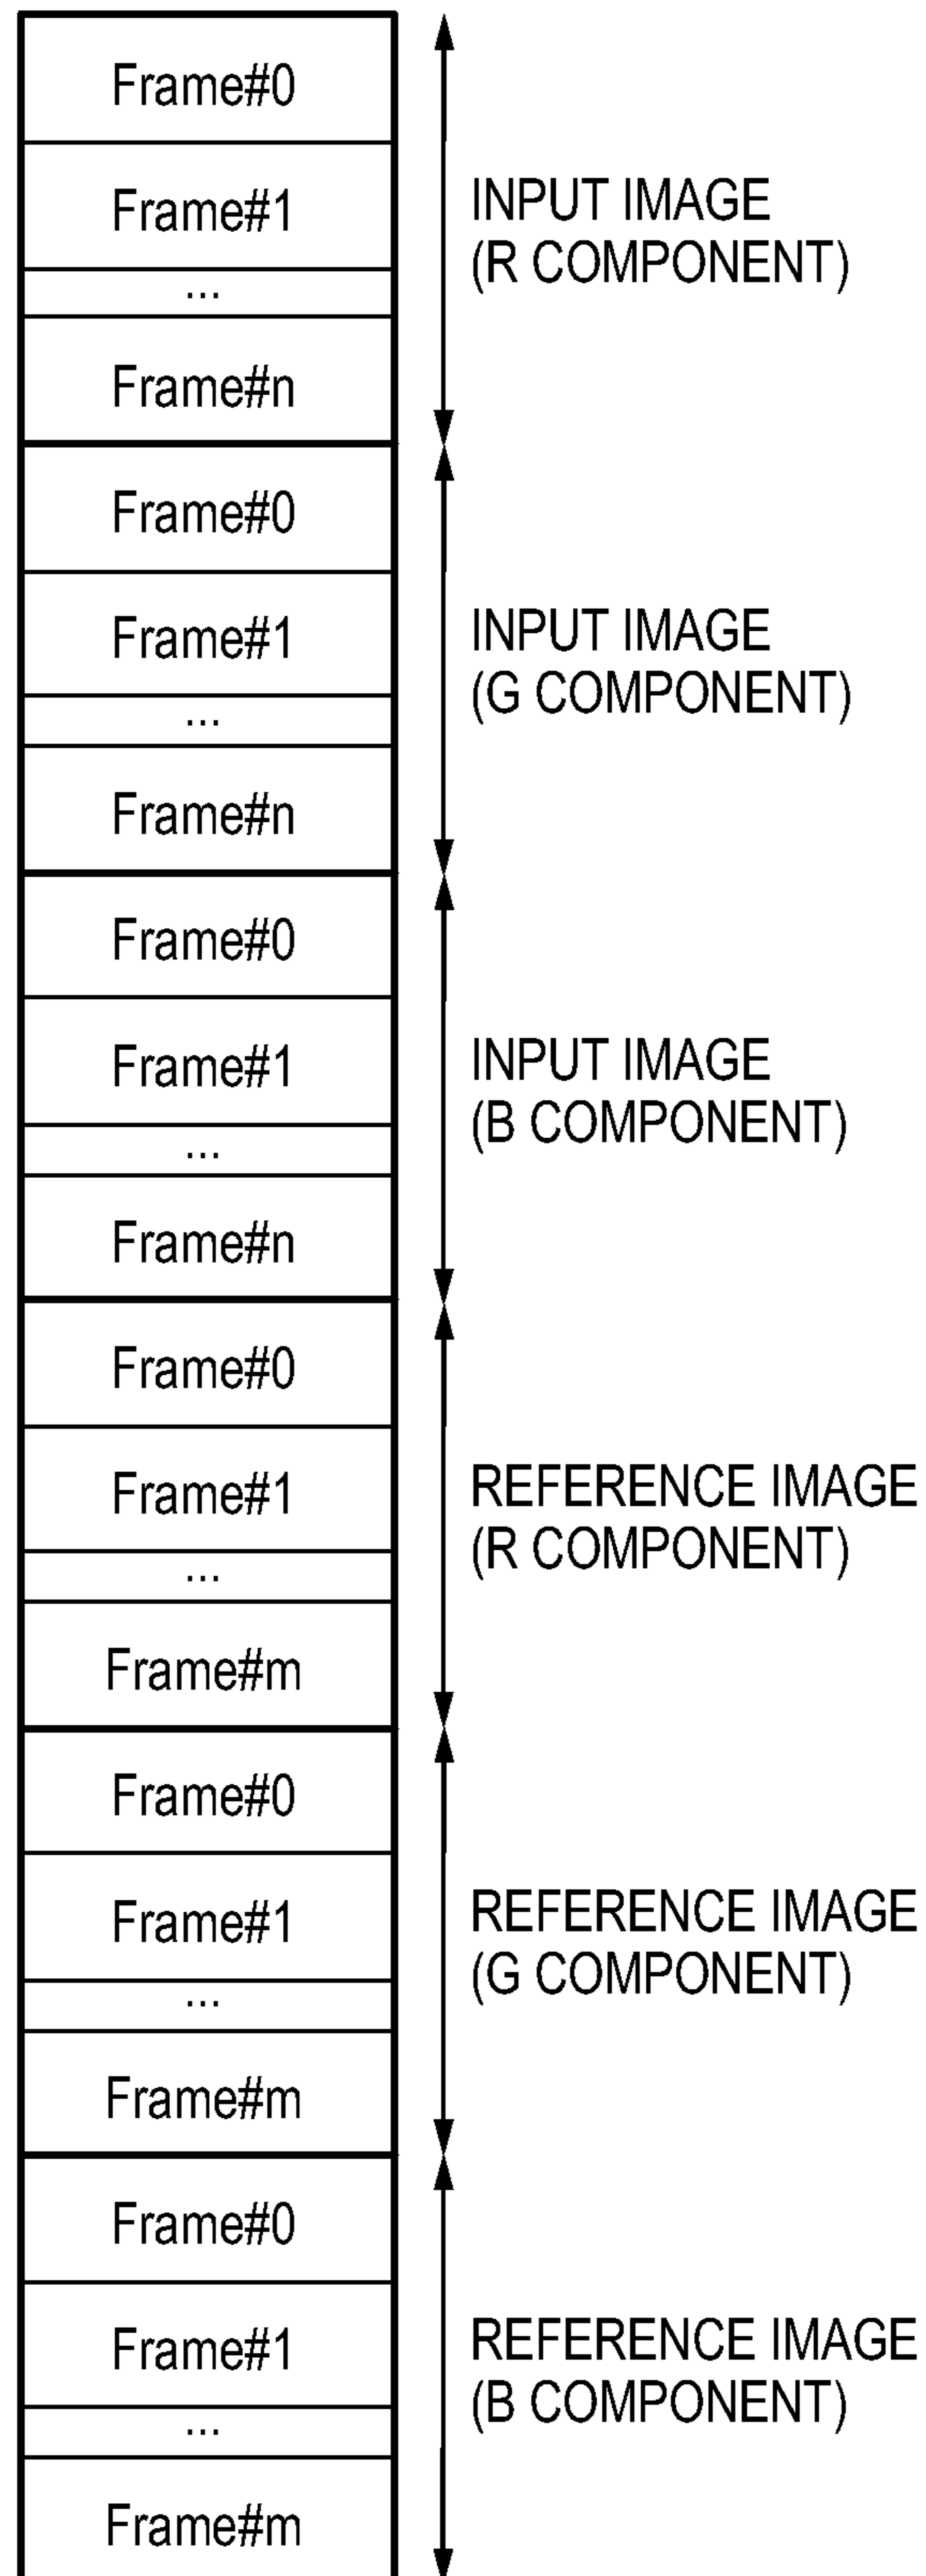 Frame#0
Frame#1
...
Frame#n
INPUT IMAGE
(R COMPONENT)
Frame#0
Frame#1
...
Frame#n
INPUT IMAGE
(G COMPONENT)
Frame#0
Frame#1
...
Frame#n
INPUT IMAGE
(B COMPONENT)
Frame#0
Frame#1
...
Frame#m
REFERENCE IMAGE
(R COMPONENT)
Frame#0
Frame#1
...
Frame#m
REFERENCE IMAGE
(G COMPONENT)
Frame#0
Frame#1
...
Frame#m
REFERENCE IMAGE
(B COMPONENT)